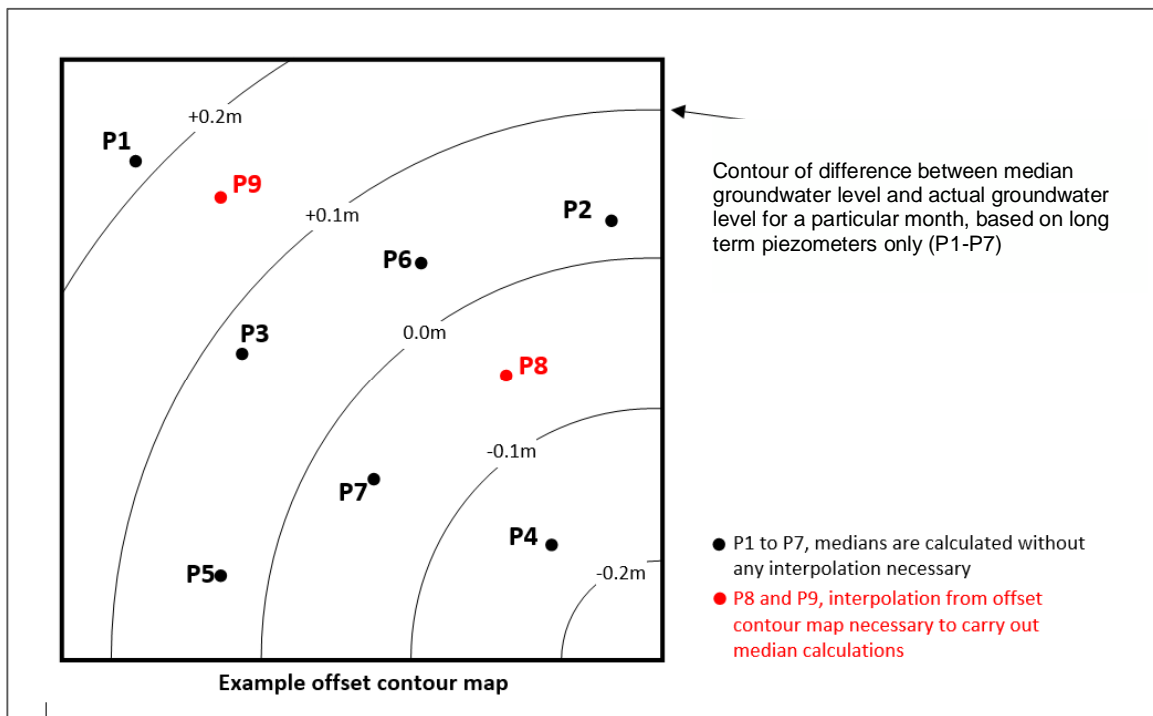 +0.2m
P1
P9
+0.1m
P2
P6
P3
0.0m
P8
-0.1m
P7
P4
P5
-0.2m
Example offset contour map
Contour of difference between median
groundwater level and actual groundwater
level for a particular month, based on long
term piezometers only (P1-P7)
P1 to P7, medians are calculated without
any interpolation necessary
P8 and P9, interpolation from offset
contour map necessary to carry out
median calculations